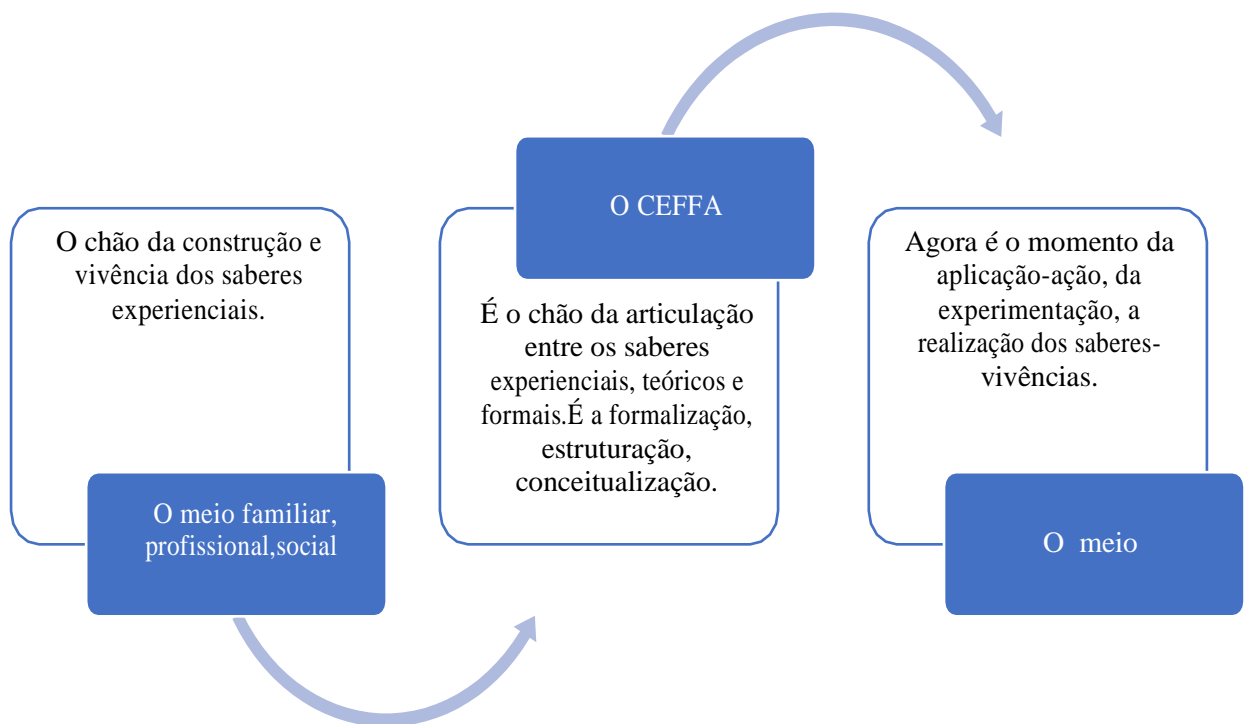 O chão da construção e
vivência dos saberes
experienciais.
O meio familiar,
profissional,social
O CEFFA
É o chão da articulação
entre os saberes
experienciais, teóricos e
formais.É a formalização,
estruturação,
conceitualização.
Agora é o momento da
aplicação-ação, da
experimentação, a
realização dos saberes-
vivências.
O meio